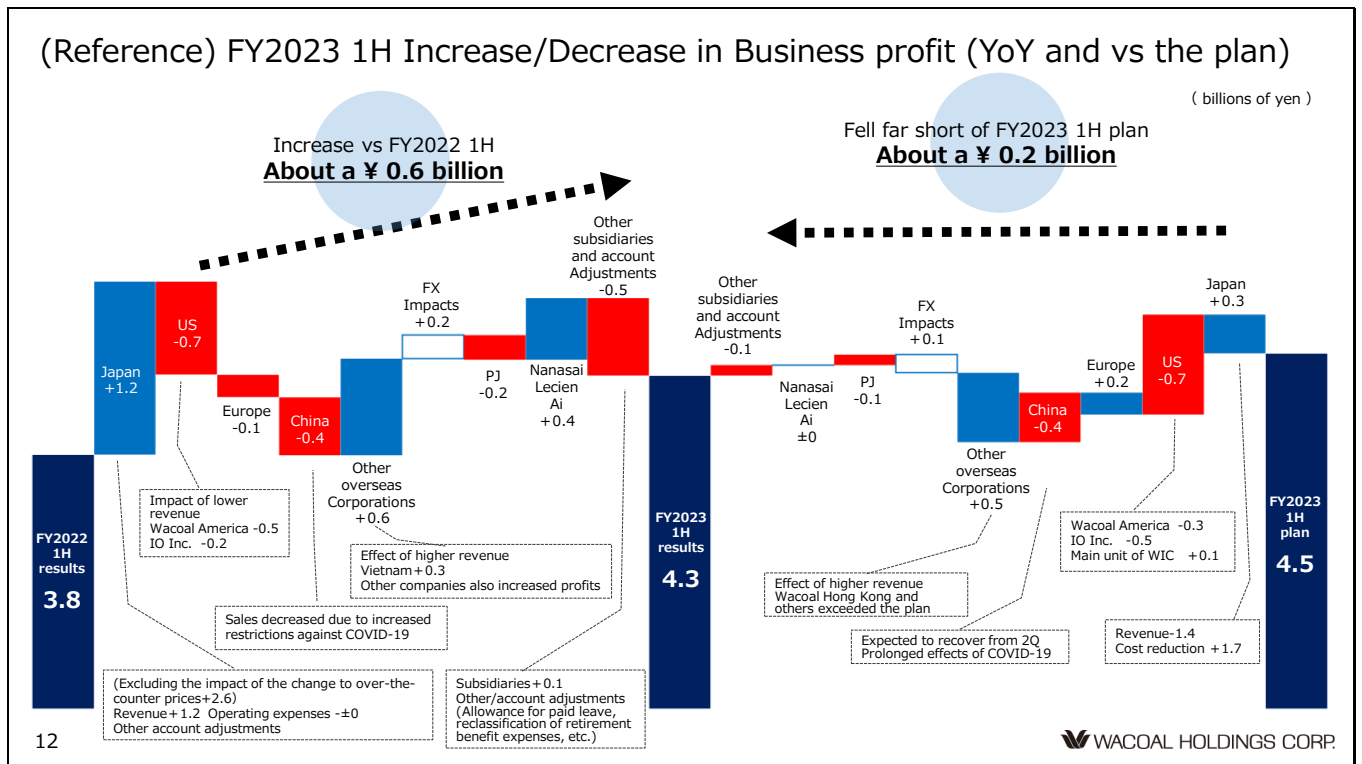 (Reference) FY2023 1H Increase/Decrease in Business profit (YoY and vs the plan)
( billions of yen )
Increase vs FY2022 1H
About a ¥ 0.6 billion
Fell far short of FY2023 1H plan
About a ¥ 0.2 billion
FY2022
1H
results
3.8
Japan
+1.2
US
-0.7
Europe
-0.1
China
-0.4
Other
overseas
Corporations
+0.6
FX
Impacts
+0.2
PJ
-0.2
Nanasai
Lecien
Ai
+0.4
Other
subsidiaries
and account
Adjustments
-0.5
FY2023
1H
results
4.3
Other
subsidiaries
and account
Adjustments
-0.1
Nanasai
Lecien
Ai
±0
PJ
-0.1
FX
Impacts
+0.1
Other
overseas
Corporations
+0.5
China
-0.4
Europe
+0.2
US
-0.7
Japan
+0.3
FY2023
1H
plan
4.5
Impact of lower
revenue
Wacoal America -0.5
IO Inc. -0.2
Sales decreased due to increased
restrictions against COVID-19
Effect of higher revenue
Vietnam+0.3
Other companies also increased profits
(Excluding the impact of the change to over-the-
counter prices+2.6)
Revenue+1.2 Operating expenses -±0
Other account adjustments
Subsidiaries+0.1
Other/account adjustments
(Allowance for paid leave,
reclassification of retirement
benefit expenses, etc.)
Effect of higher revenue
Wacoal Hong Kong and
others exceeded the plan
Expected to recover from 2Q
Prolonged effects of COVID-19
Wacoal America -0.3
IO Inc. -0.5
Main unit of WIC +0.1
Revenue-1.4
Cost reduction +1.7
12
WACOAL HOLDINGS CORP.